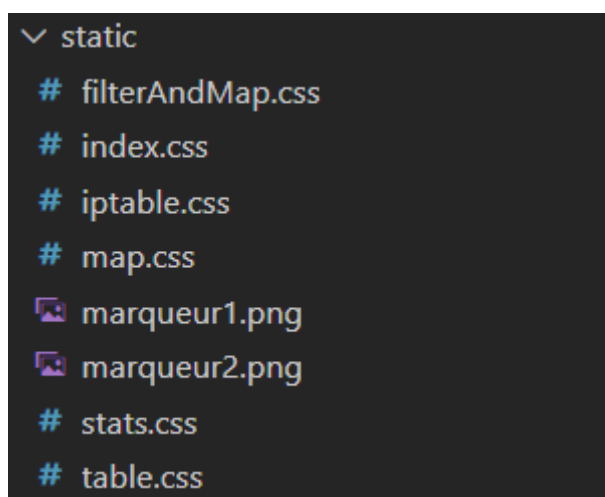 static
# filterAndMap.css
# index.css
# iptable.css
# map.css
marqueur1.png
marqueur2.png
# stats.css
# table.css